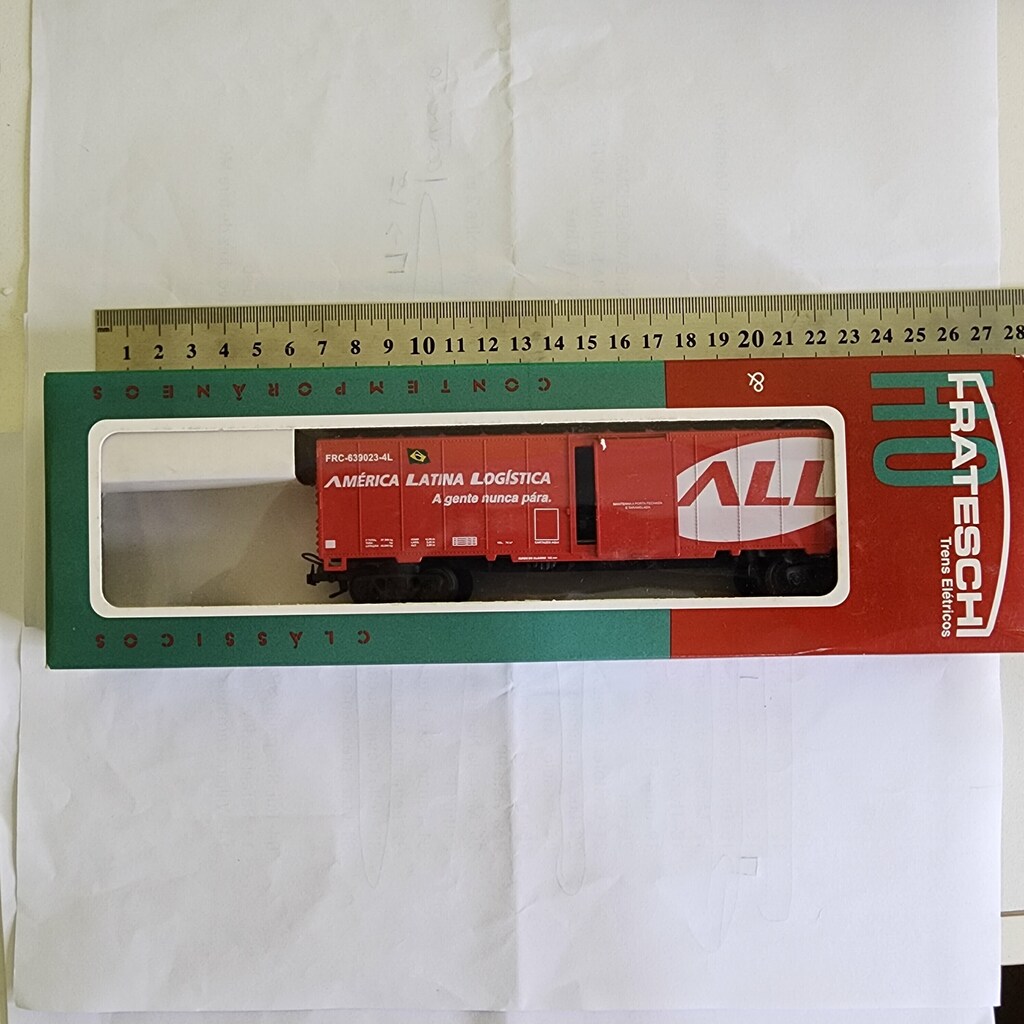 1 2 3 4 5 6 7 8 9 10 11 12 13 14 15 16 17 18 19 20 21 22 23 24 25 26 27 28
CONTEMPORÂNEOS
&
HO
FRATESCHI
Trens Elétricos
FRC-639023-4L
AMÉRICA LATINA LOGÍSTICA
A gente nunca pára.
ALL
CLÁSSICOS